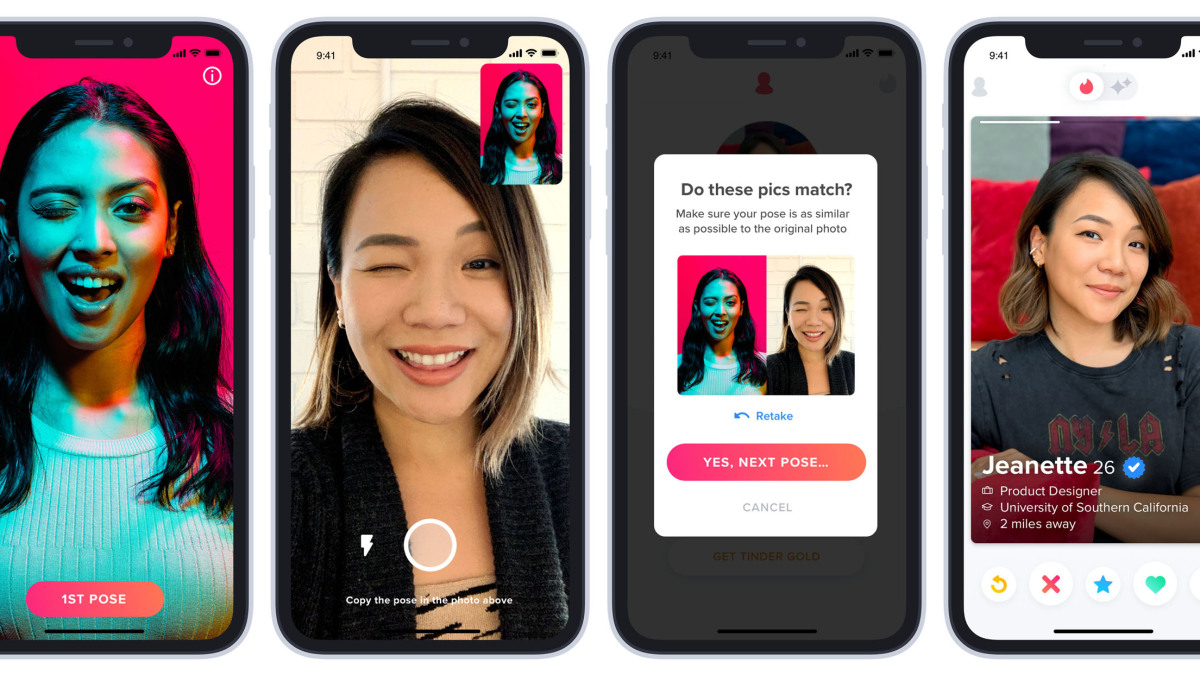 1ST POSE
9:41
Copy the pose in the photo above
9:41
Do these pics match?
Make sure your pose is as similar
as possible to the original photo
Retake
YES, NEXT POSE...
CANCEL
GET TINDER GOLD
9:41
NY LA
Jeanette 26
Product Designer
University of Southern California
2 miles away